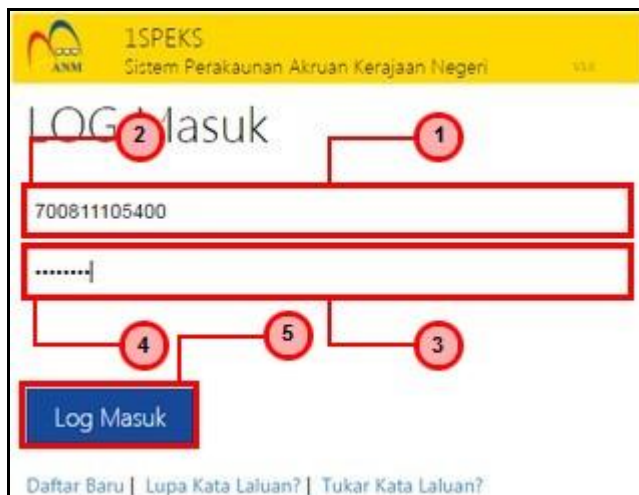 1SPEKS
ANM
Sistem Perakaunan Akruan Kerajaan Negeri
LOG Masuk
2
1
700811105400
••••••••
4
5
3
Log Masuk
Daftar Baru | Lupa Kata Laluan? | Tukar Kata Laluan?